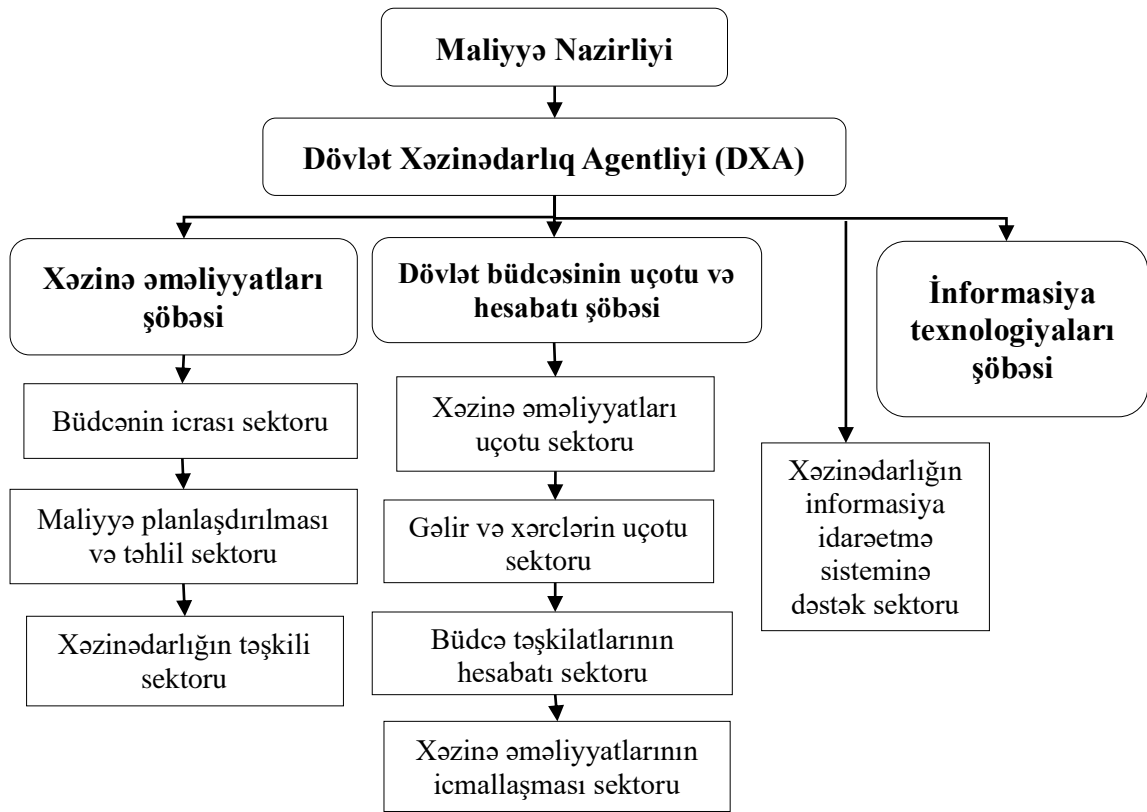 Maliyyə Nazirliyi
Dövlət Xəzinədarlıq Agentliyi (DXA)
Xəzinə əməliyyatları
şöbəsi
Dövlət büdcəsinin uçotu və
hesabatı şöbəsi
İnformasiya
texnologiyaları
şöbəsi
Büdcənin icrası sektoru
Maliyyə planlaşdırılması
və təhlil sektoru
Xəzinədarlığın təşkili
sektoru
Xəzinə əməliyyatları
uçotu sektoru
Gəlir və xərclərin uçotu
sektoru
Büdcə təşkilatlarının
hesabatı sektoru
Xəzinə əməliyyatlarının
icmallaşması sektoru
Xəzinədarlığın
informasiya
idarəetmə
sisteminə
dəstək sektoru